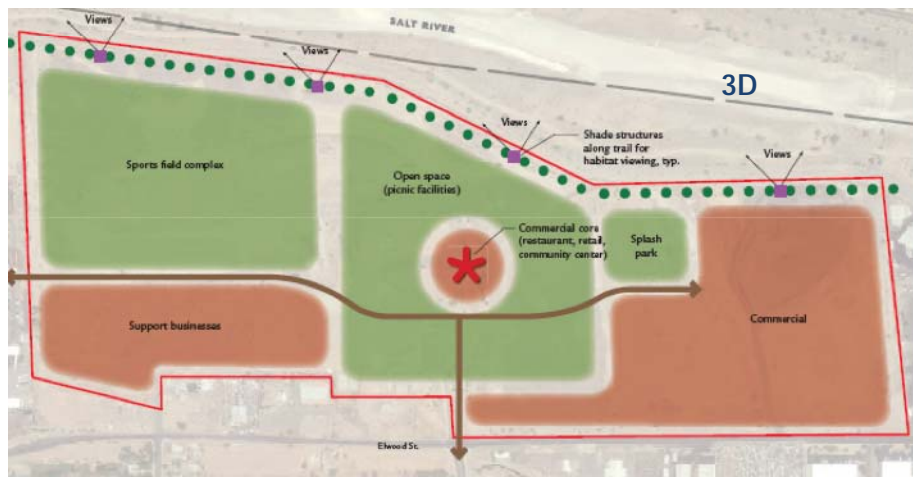 Views
SALT RIVER
Views
3D
Views
Shade structures
along trail for
habitat viewing, typ.
Views
Sports field complex
Open space
(picnic facilities)
Commercial core
(restaurant, retail,
community center)
Splash
park
Support businesses
Commercial
Elwood St.